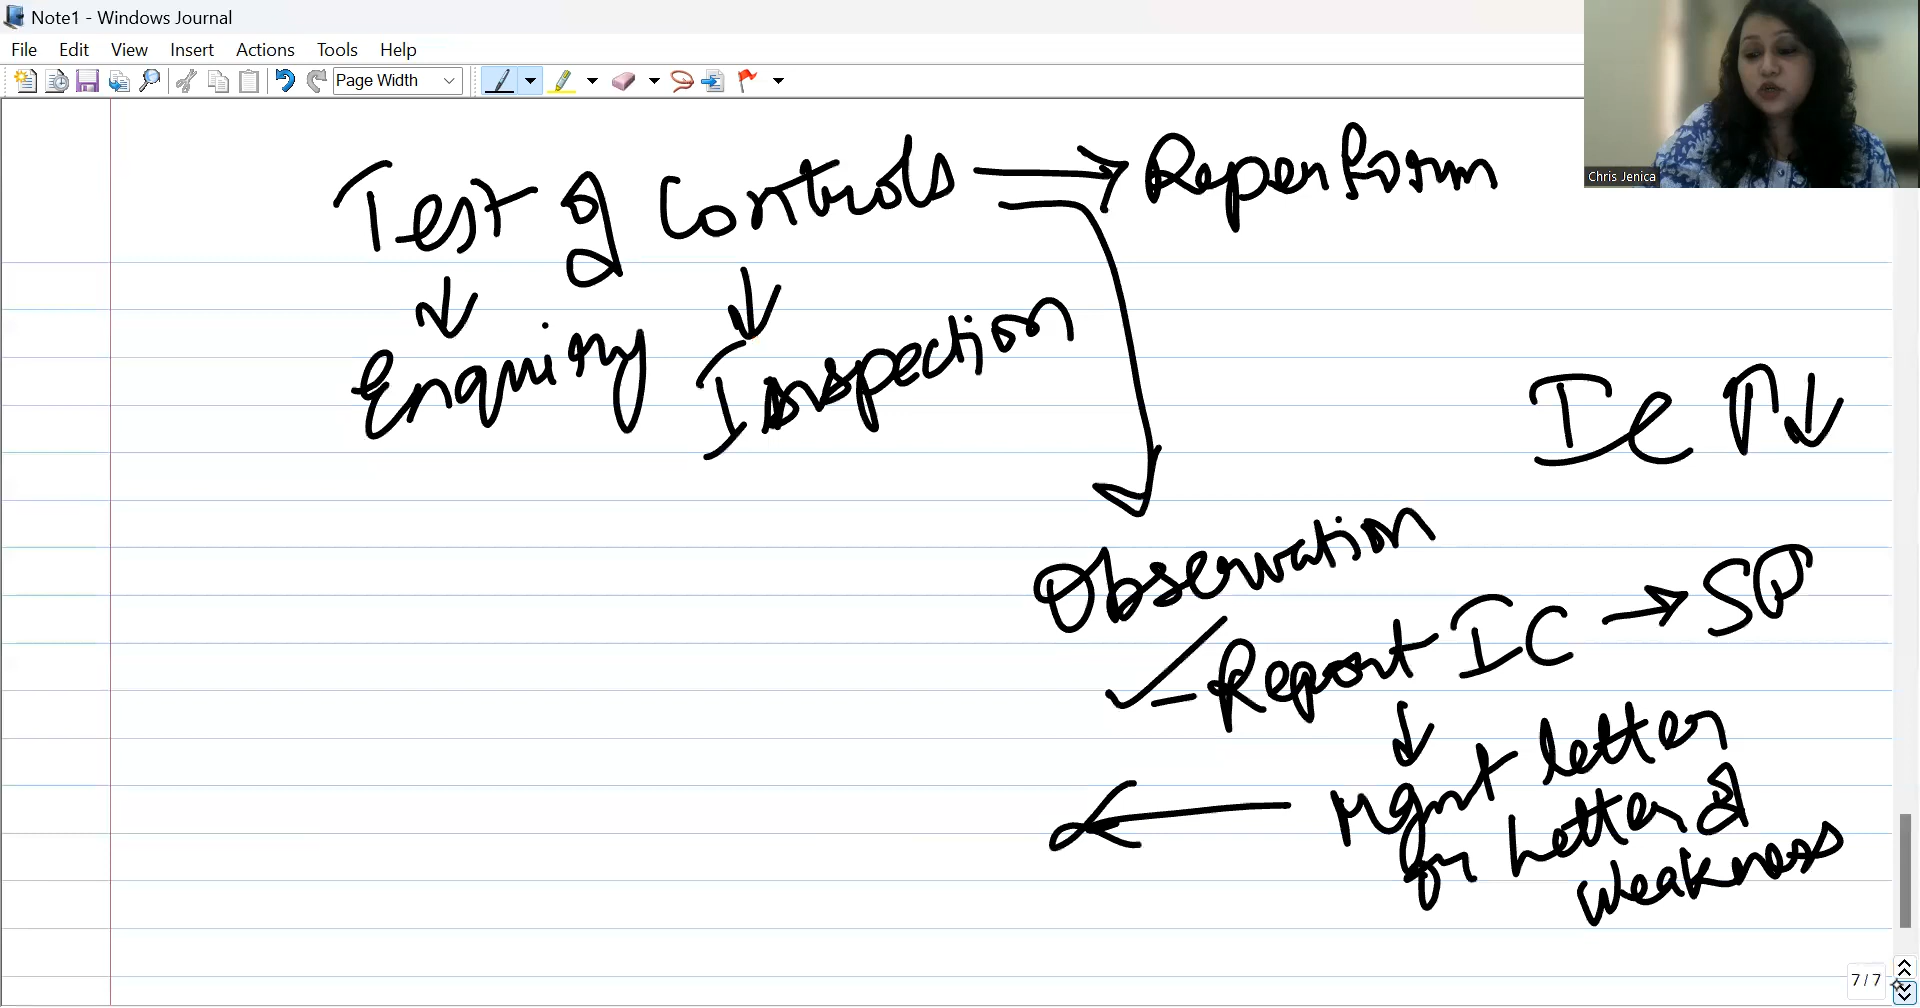 Note1 - Windows Journal
File Edit View Insert Actions Tools Help
Page Width
Chris Jenica
Test of Controls → Reperform
↓ ↓
Enquiry Inspection
IC ↑↓
Observation
✓ - Report IC → SP
↓
Mgmt letter
or Letter of
weakness
7 / 7